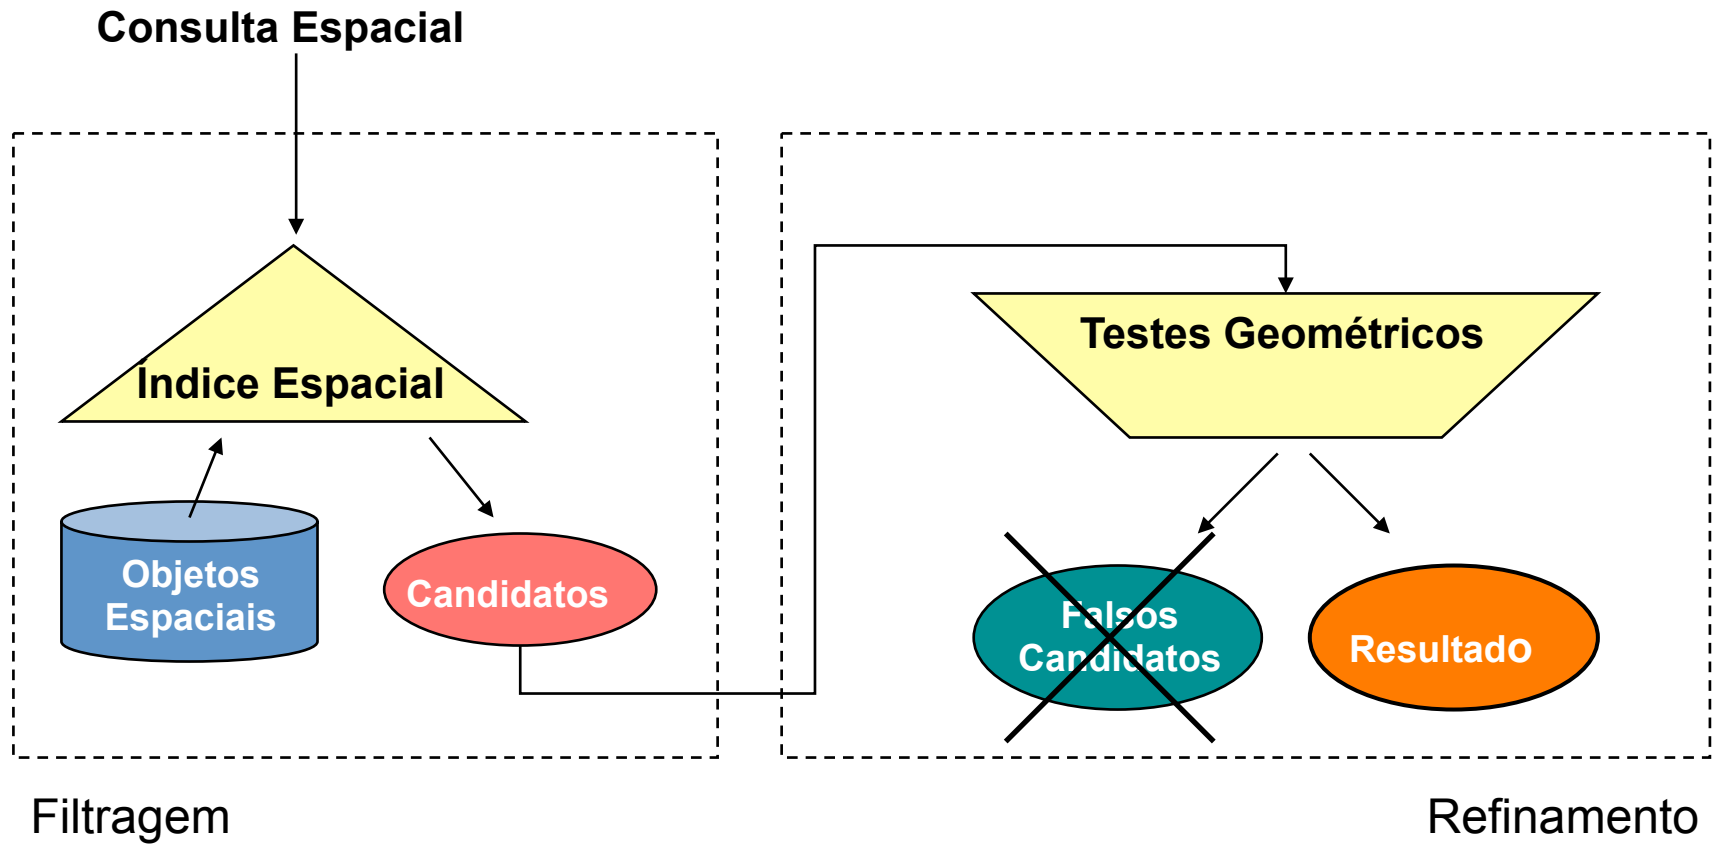 Consulta Espacial
Índice Espacial
Objetos
Espaciais
Candidatos
Testes Geométricos
Falsos
Candidatos
Resultado
Filtragem
Refinamento